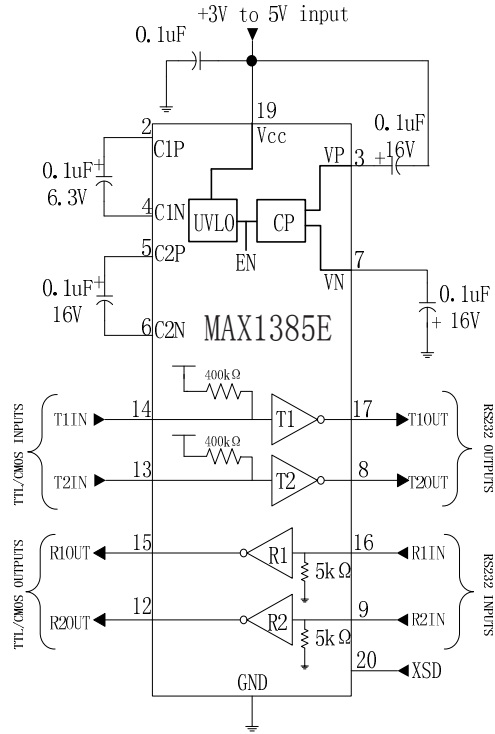 +3V to 5V input
0.1uF
19
Vcc
2
C1P
VP
3
0.1uF
+ 16V
0.1uF +
6.3V
4
C1N
UVLO
CP
EN
5
C2P
7
VN
0.1uF +
16V
6
C2N
0.1uF
+ 16V
MAX1385E
TTL/CMOS INPUTS
T1IN
14
400kΩ
T1
17
T1OUT
RS232 OUTPUTS
T2IN
13
400kΩ
T2
8
T2OUT
TTL/CMOS OUTPUTS
R1OUT
15
R1
5kΩ
16
R1IN
RS232 INPUTS
R2OUT
12
R2
5kΩ
9
R2IN
20
XSD
GND